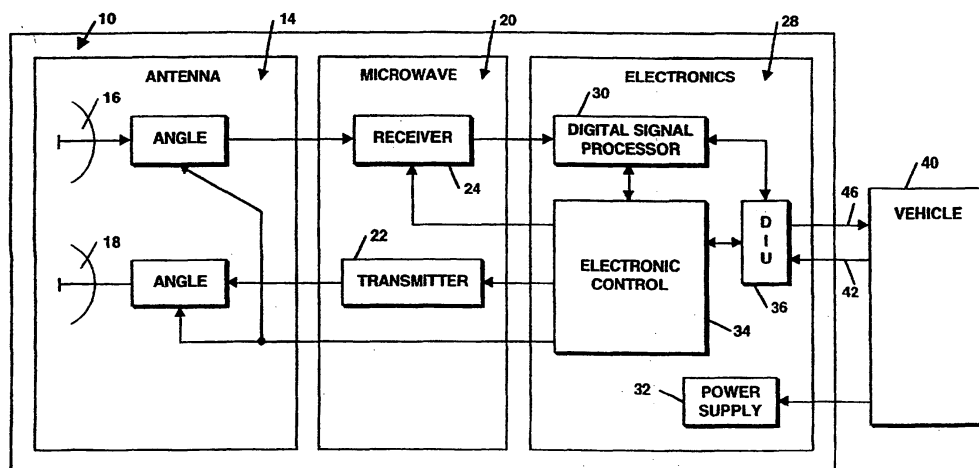 10
14
20
28
ANTENNA
MICROWAVE
ELECTRONICS
16
ANGLE
RECEIVER
24
30
DIGITAL SIGNAL
PROCESSOR
40
VEHICLE
46
18
ANGLE
22
TRANSMITTER
ELECTRONIC
CONTROL
34
D
I
U
36
42
32
POWER
SUPPLY